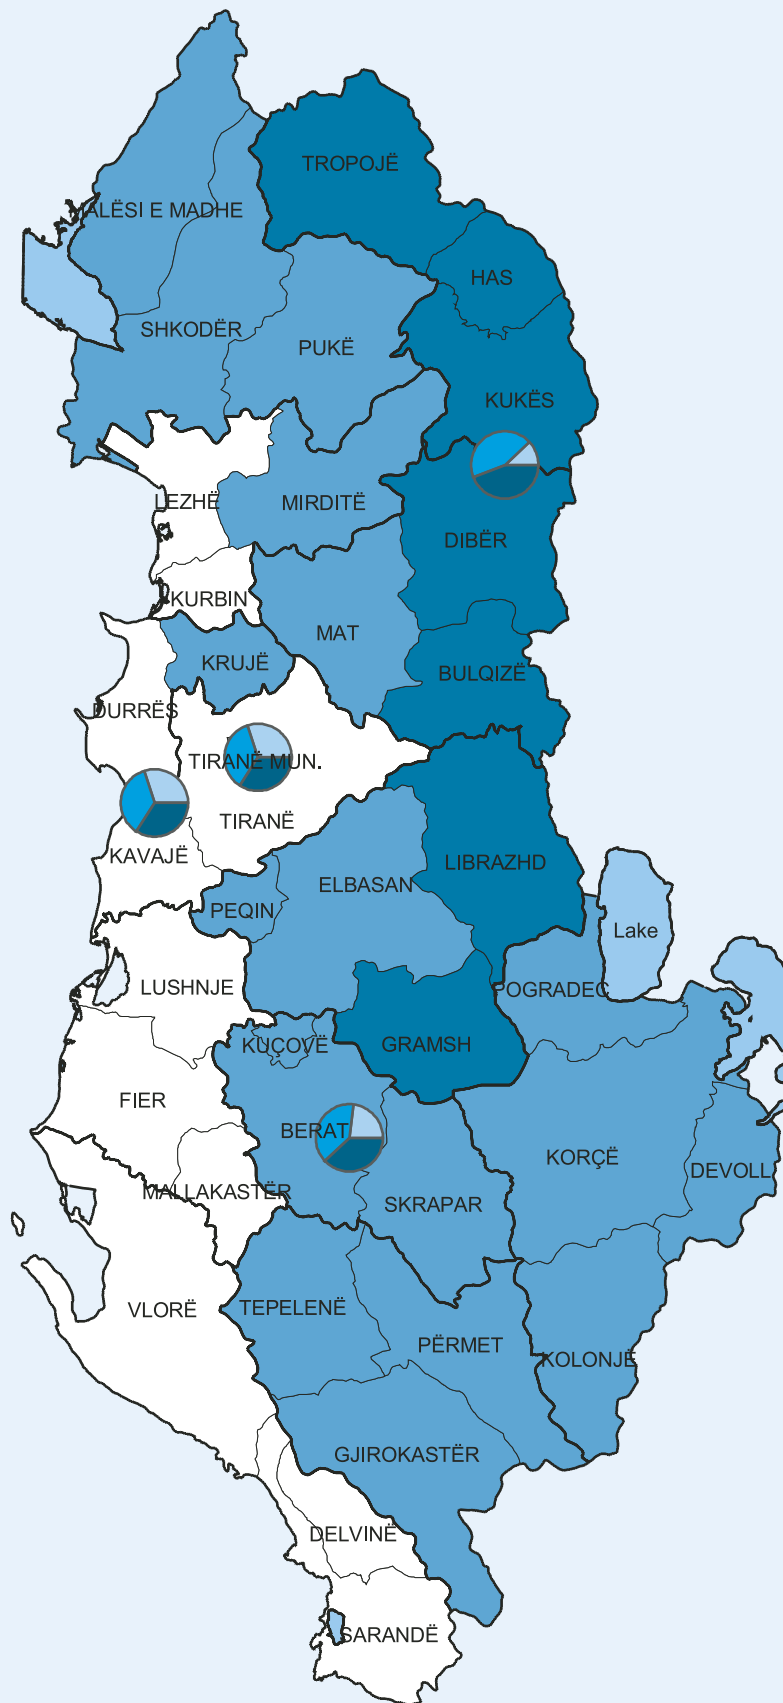 TROPOJË
MALËSI E MADHE
HAS
SHKODËR
PUKË
KUKËS
LEZHË
MIRDITË
DIBËR
KURBIN
MAT
KRUJË
BULQIZË
DURRËS
TIRANË MUN.
TIRANË
KAVAJË
LIBRAZHD
ELBASAN
PEQIN
Lake
LUSHNJE
POGRADEC
KUÇOVË
GRAMSH
FIER
BERAT
KORÇË
DEVOLL
MALLAKASTËR
SKRAPAR
VLORË
TEPELENË
PËRMET
KOLONJË
GJIROKASTËR
DELVINË
SARANDË